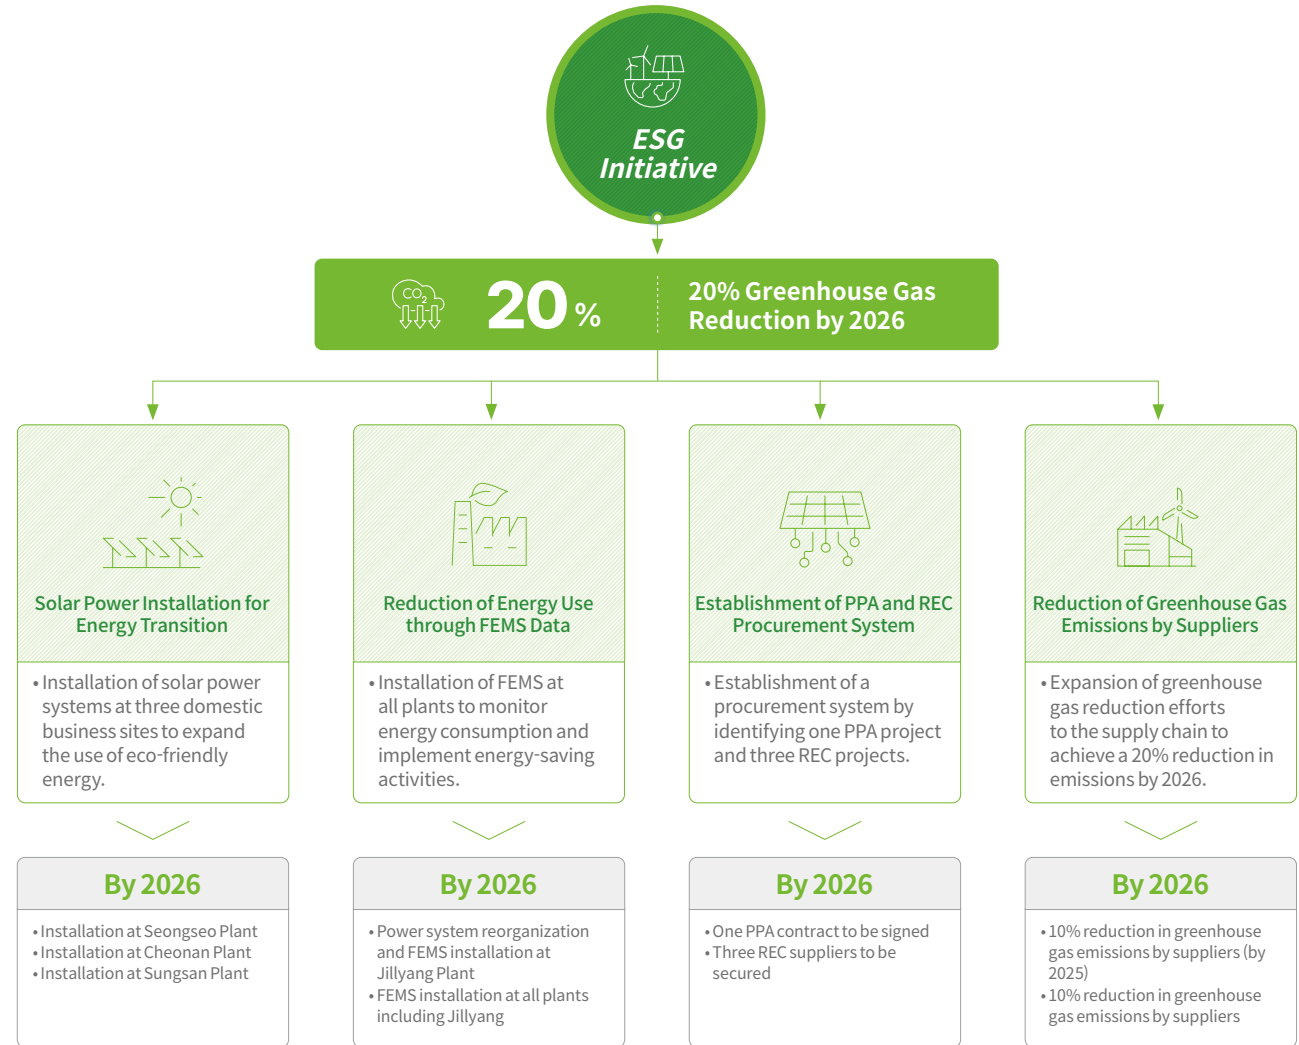 ESG
Initiative
CO2
20 %
20% Greenhouse Gas
Reduction by 2026
Solar Power Installation for
Energy Transition
• Installation of solar power
systems at three domestic
business sites to expand
the use of eco-friendly
energy.
By 2026
• Installation at Seongseo Plant
• Installation at Cheonan Plant
• Installation at Sungsan Plant
Reduction of Energy Use
through FEMS Data
• Installation of FEMS at
all plants to monitor
energy consumption and
implement energy-saving
activities.
By 2026
• Power system reorganization
and FEMS installation at
Jillyang Plant
• FEMS installation at all plants
including Jillyang
Establishment of PPA and REC
Procurement System
• Establishment of a
procurement system by
identifying one PPA project
and three REC projects.
By 2026
• One PPA contract to be signed
• Three REC suppliers to be
secured
Reduction of Greenhouse Gas
Emissions by Suppliers
• Expansion of greenhouse
gas reduction efforts
to the supply chain to
achieve a 20% reduction in
emissions by 2026.
By 2026
• 10% reduction in greenhouse
gas emissions by suppliers (by
2025)
• 10% reduction in greenhouse
gas emissions by suppliers